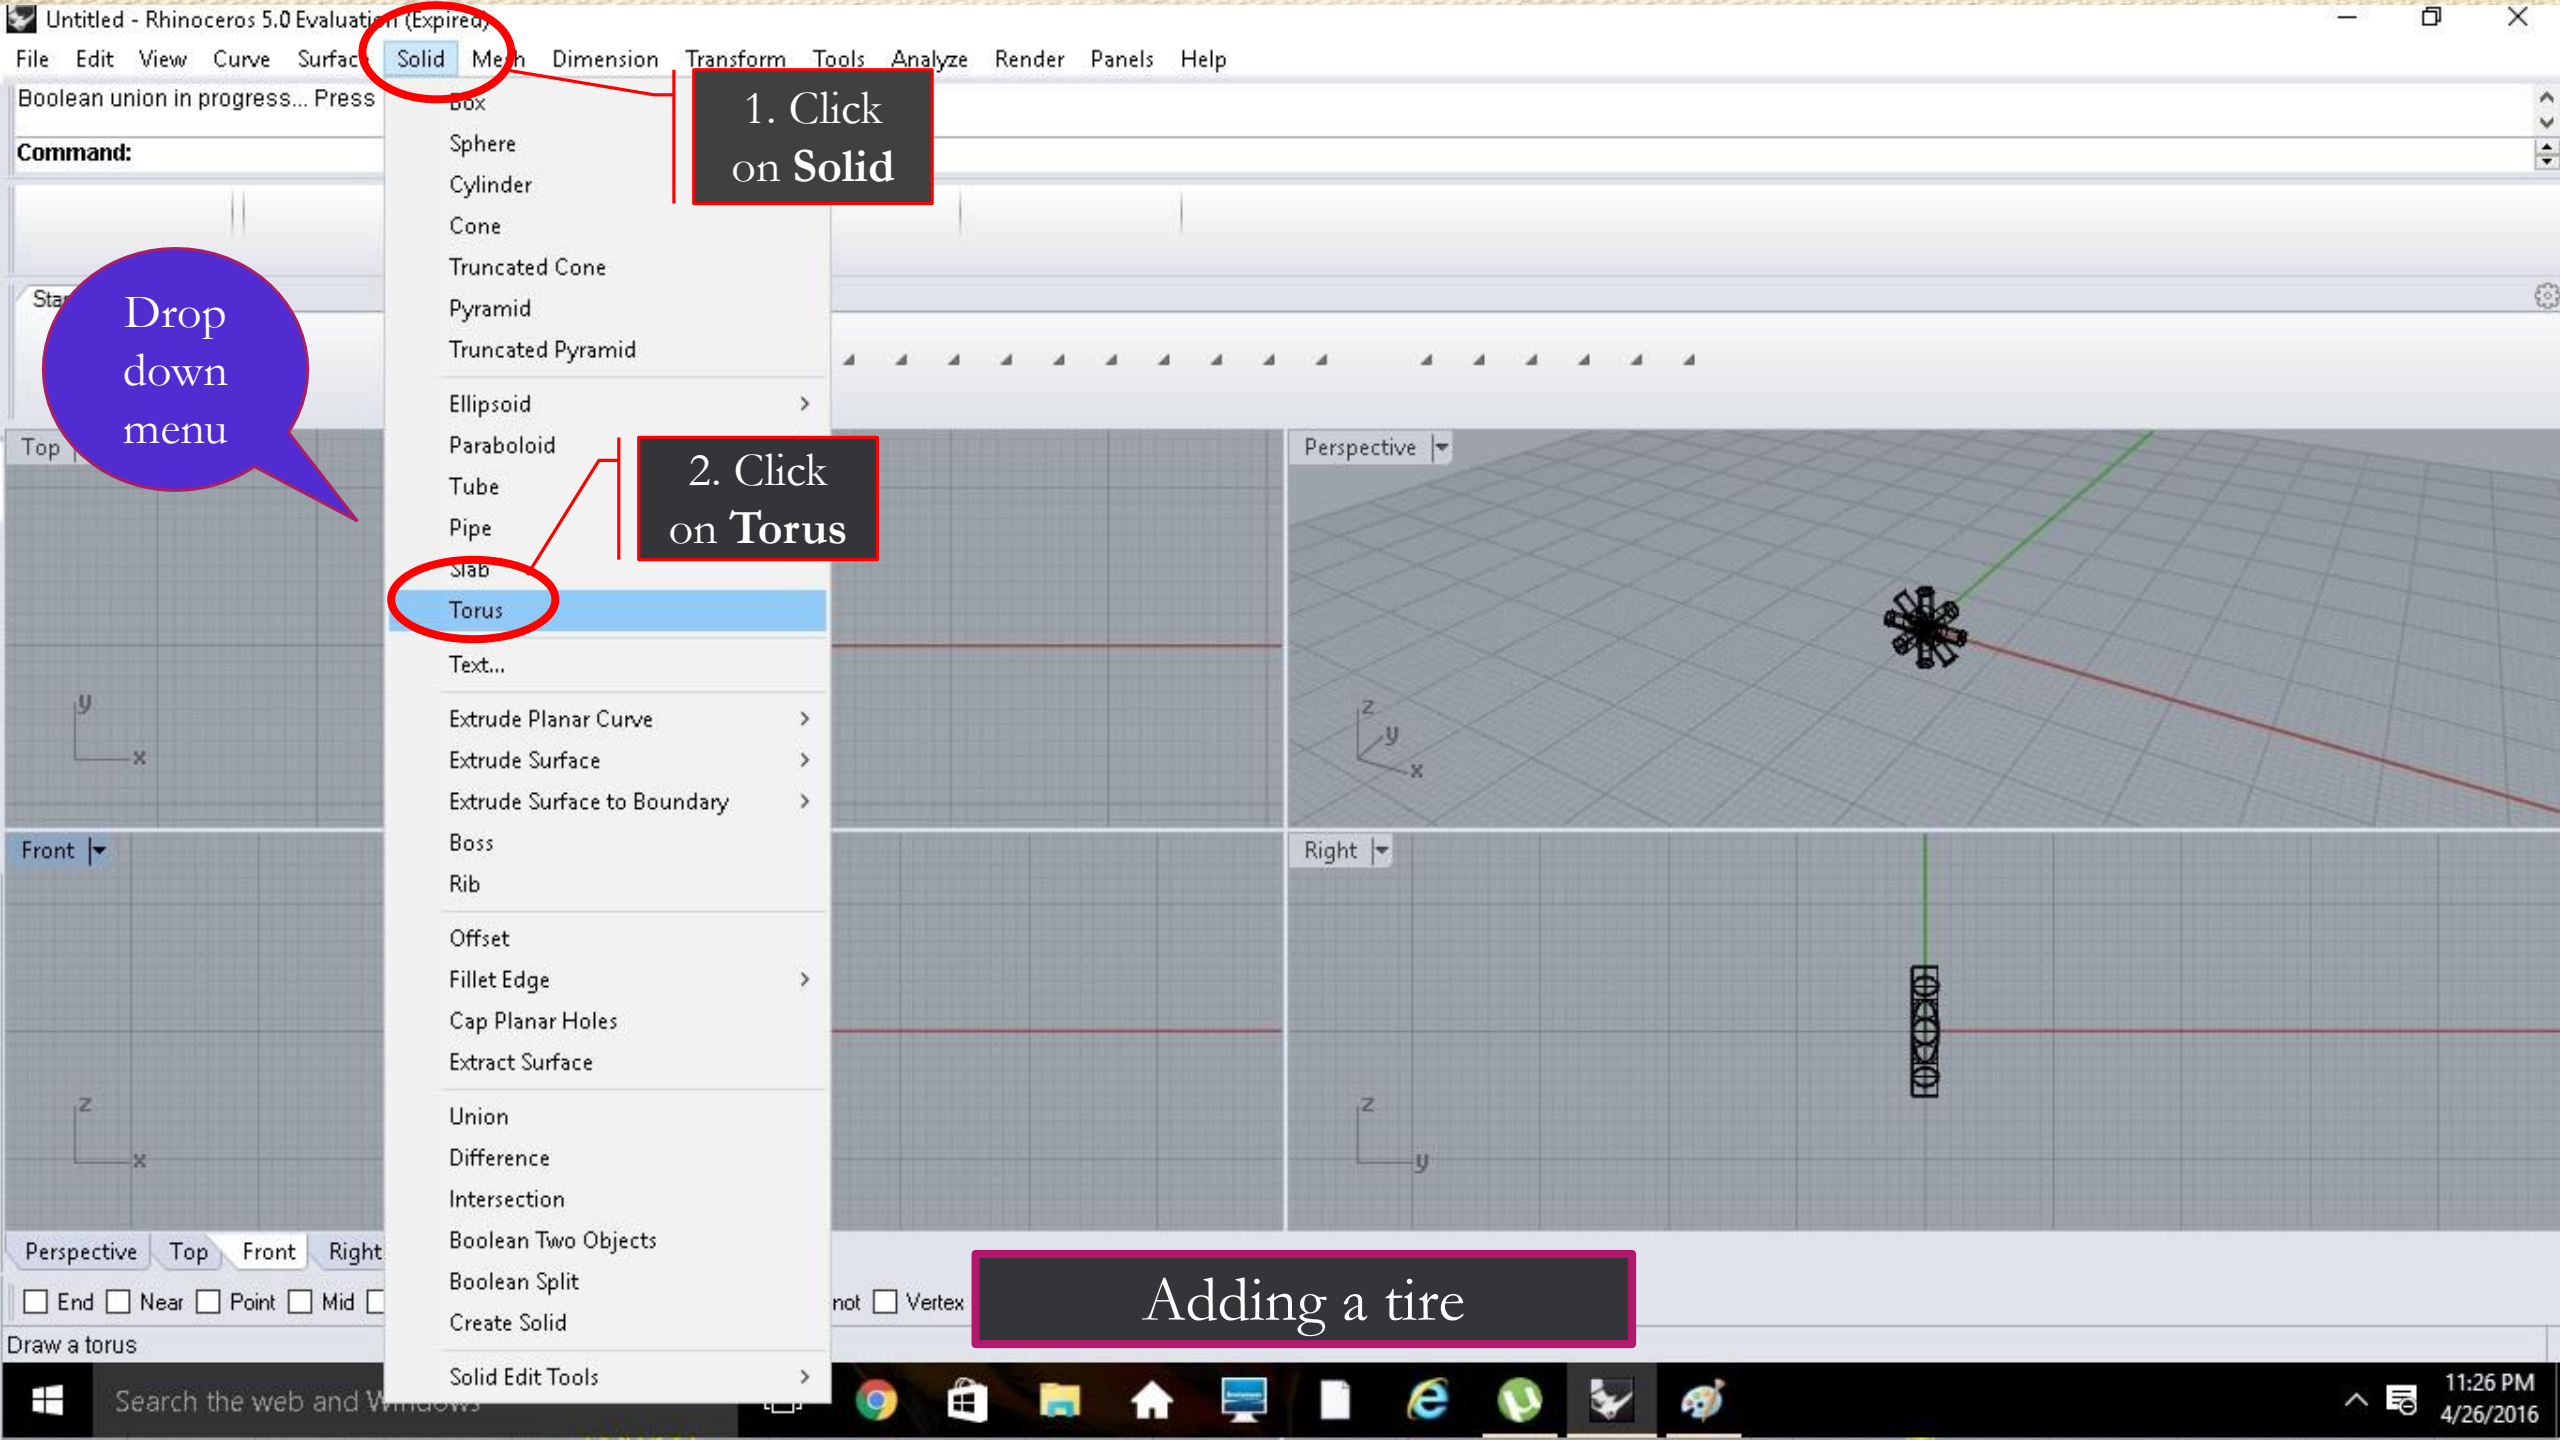 Untitled - Rhinoceros 5.0 Evaluation (Expired)
File Edit View Curve Surface Solid Mesh Dimension Transform Tools Analyze Render Panels Help
Boolean union in progress... Press
Command:
1. Click
on Solid
Box
Sphere
Cylinder
Cone
Truncated Cone
Pyramid
Truncated Pyramid
Ellipsoid
Paraboloid
Tube
Pipe
Slab
Torus
Text...
Extrude Planar Curve
Extrude Surface
Extrude Surface to Boundary
Boss
Rib
Offset
Fillet Edge
Cap Planar Holes
Extract Surface
Union
Difference
Intersection
Boolean Two Objects
Boolean Split
Create Solid
Solid Edit Tools
Drop
down
menu
2. Click
on Torus
Top
y
x
Perspective
z
y
x
Front
z
x
Right
z
y
Perspective Top Front Right
End Near Point Mid
Vertex
Adding a tire
Draw a torus
Search the web and Windows
11:26 PM
4/26/2016